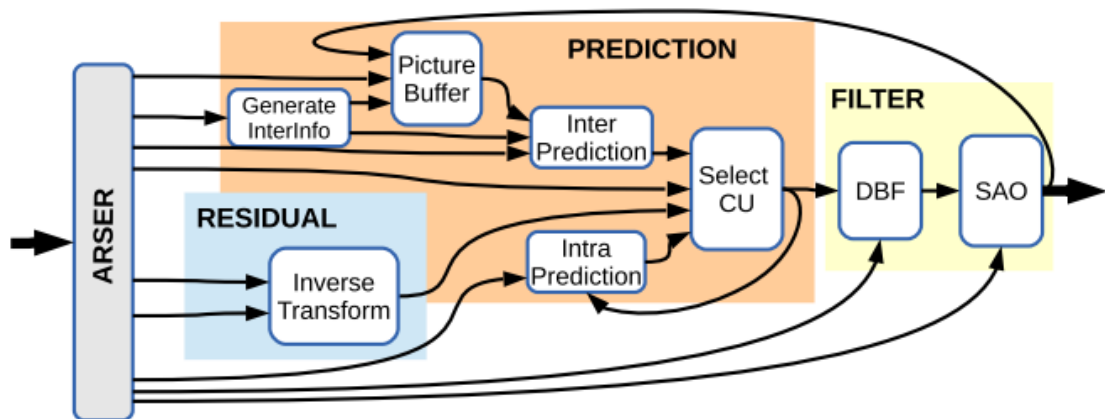 PREDICTION
Picture
Buffer
Generate
InterInfo
Inter
Prediction
Select
CU
Intra
Prediction
RESIDUAL
Inverse
Transform
ARSER
FILTER
DBF
SAO